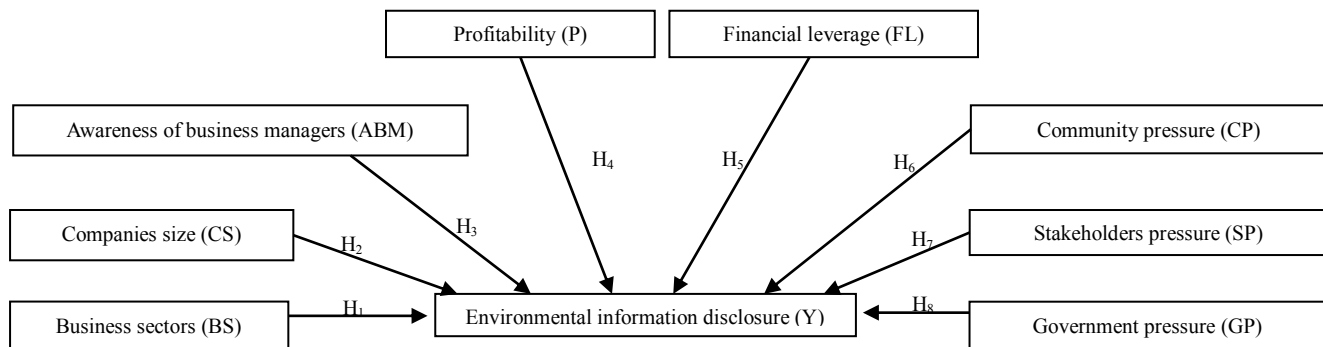 Profitability (P)
Financial leverage (FL)
Awareness of business managers (ABM)
Community pressure (CP)
H4
H5
H6
Companies size (CS)
H2
H3
H7
Stakeholders pressure (SP)
Business sectors (BS)
H1
Environmental information disclosure (Y)
H8
Government pressure (GP)